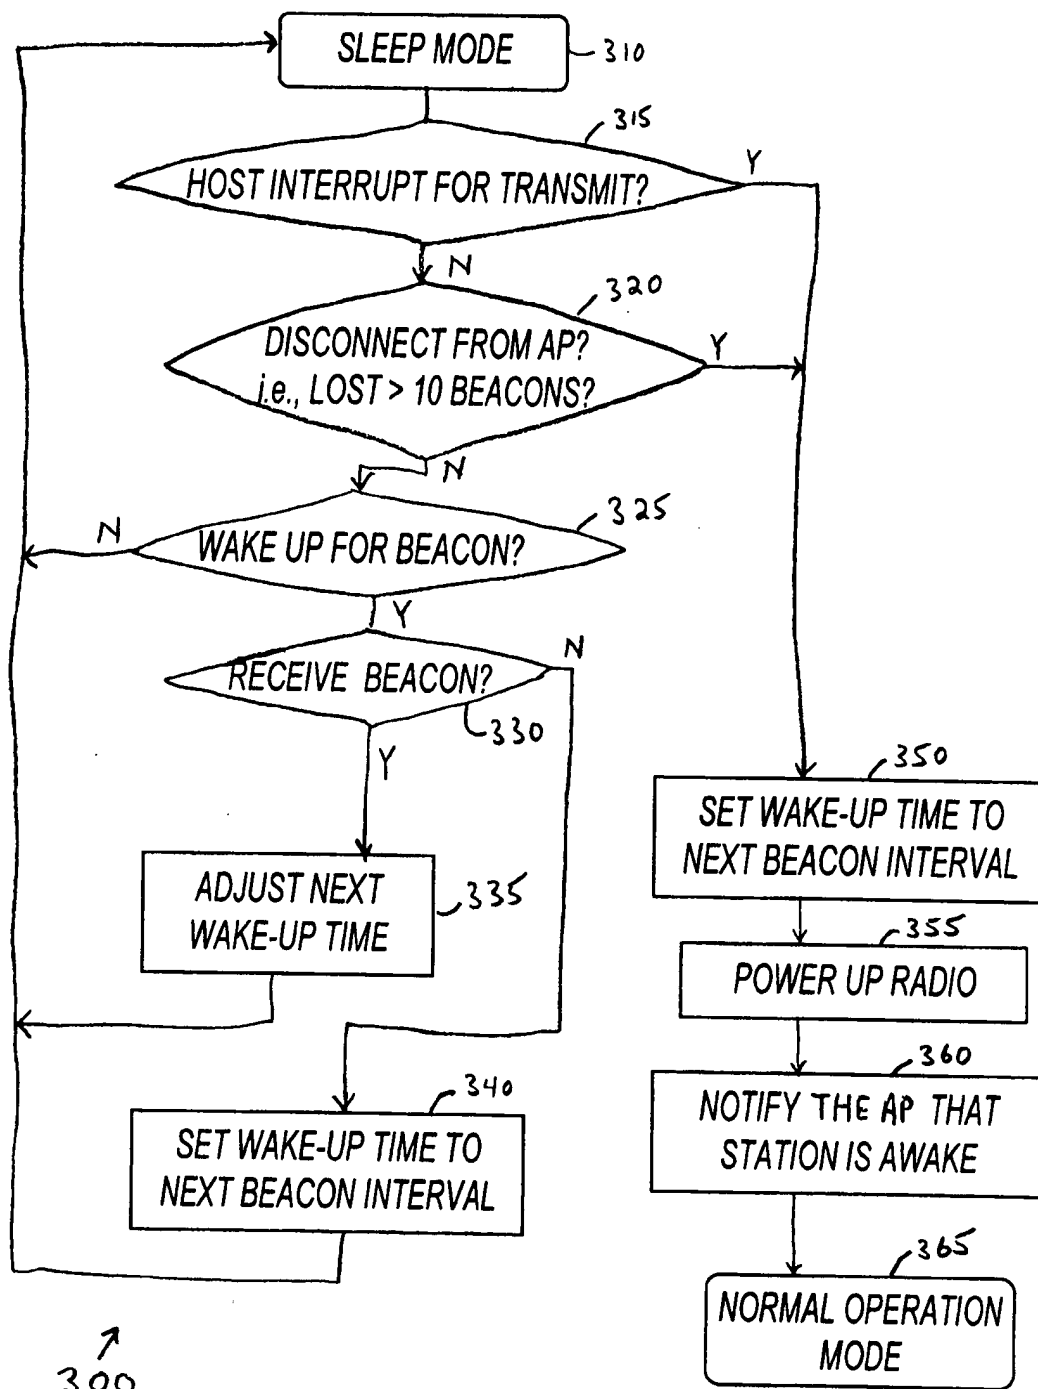 SLEEP MODE
310
315
HOST INTERRUPT FOR TRANSMIT?
Y
N
320
DISCONNECT FROM AP?
i.e., LOST > 10 BEACONS?
Y
N
325
WAKE UP FOR BEACON?
N
Y
RECEIVE BEACON?
N
330
Y
ADJUST NEXT
WAKE-UP TIME
335
340
SET WAKE-UP TIME TO
NEXT BEACON INTERVAL
350
SET WAKE-UP TIME TO
NEXT BEACON INTERVAL
355
POWER UP RADIO
360
NOTIFY THE AP THAT
STATION IS AWAKE
365
NORMAL OPERATION
MODE
300